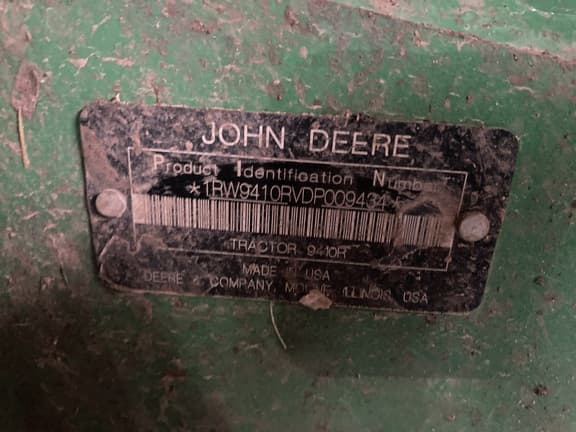 JOHN DEERE
Product Identification Number
*1RW9410RVDP009434*
TRACTOR 9410R
MADE IN USA
DEERE & COMPANY, MOLINE, ILLINOIS, USA